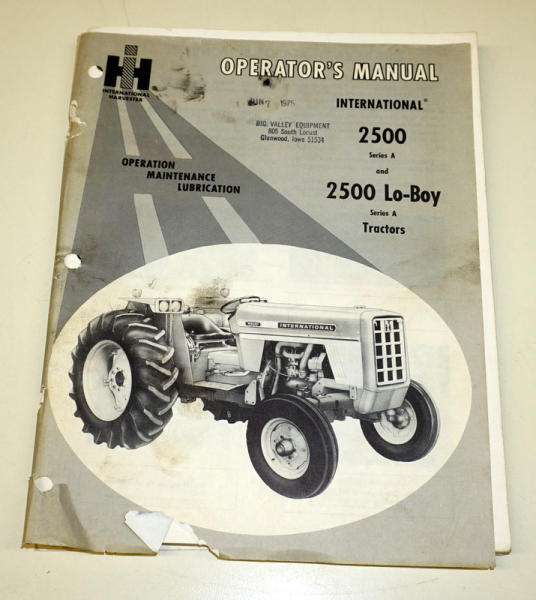 IH
INTERNATIONAL
HARVESTER
OPERATOR'S MANUAL
JUN 7 1976
BIG VALLEY EQUIPMENT
805 South Locust
Glenwood, Iowa 51534
INTERNATIONAL®
2500
Series A
and
2500 Lo-Boy
Series A
Tractors
OPERATION
MAINTENANCE
LUBRICATION
INTERNATIONAL